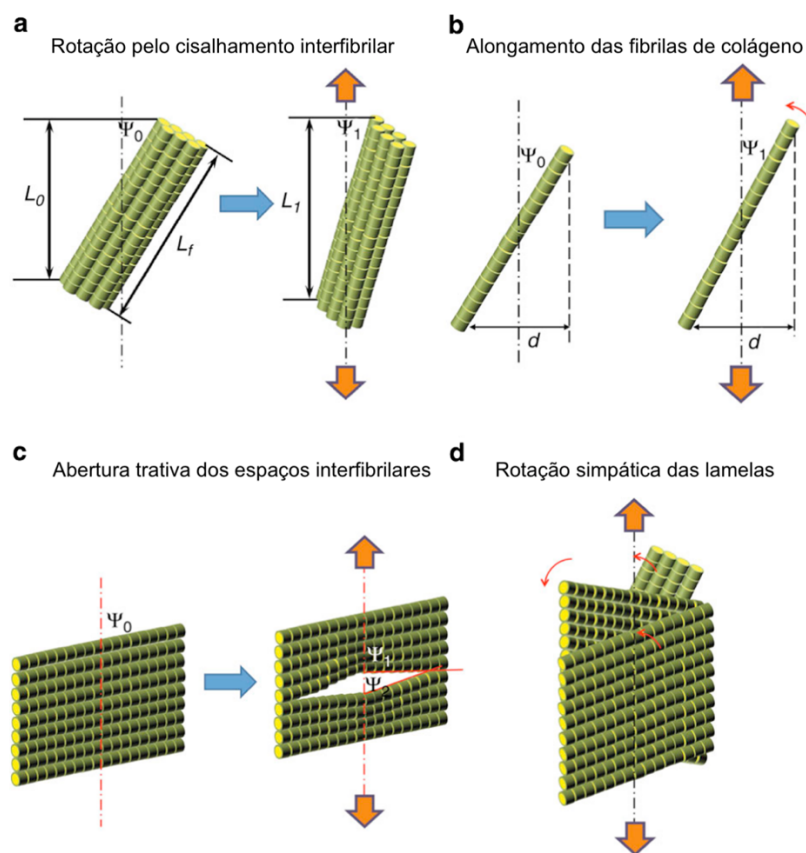 a
Rotação pelo cisalhamento interfibrilar
Ψ0
L0
Lf
Ψ1
L1
b
Alongamento das fibrilas de colágeno
Ψ0
d
Ψ1
d
c
Abertura trativa dos espaços interfibrilares
Ψ0
Ψ1
Ψ2
d
Rotação simpática das lamelas